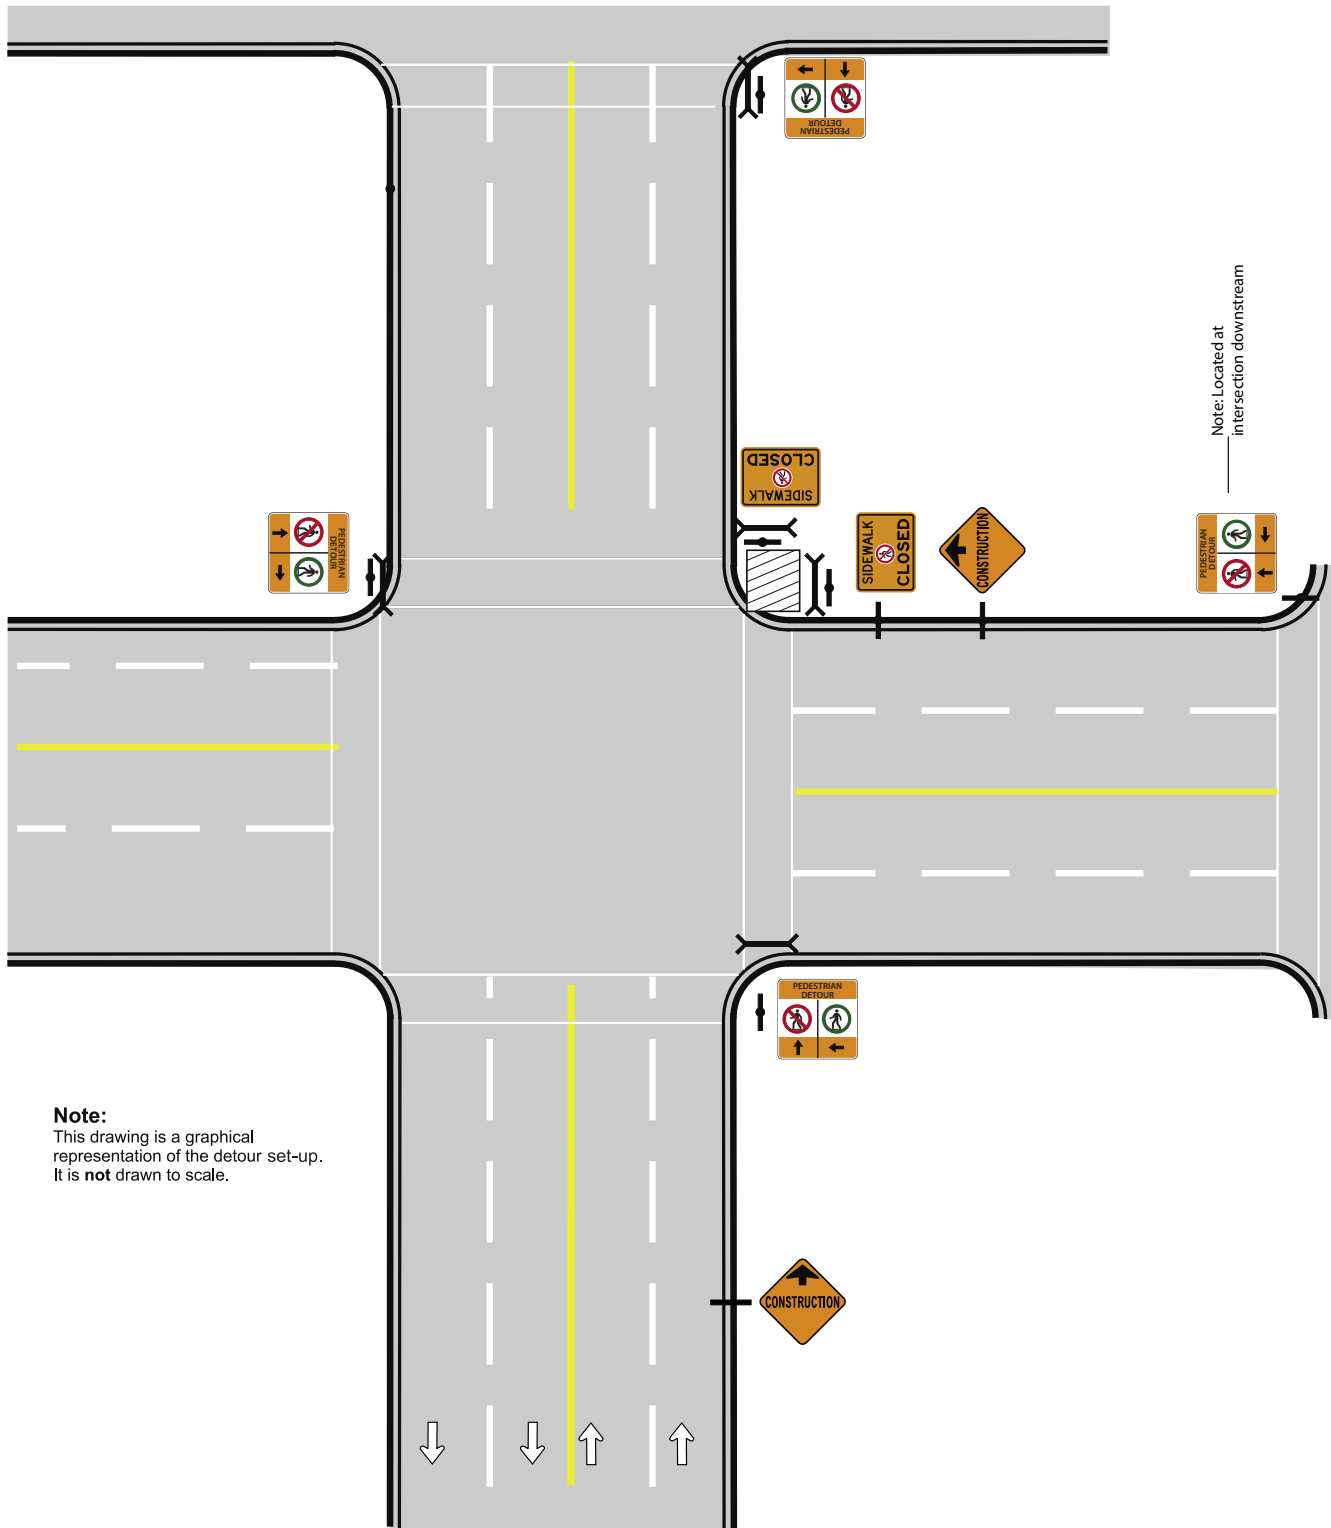 PEDESTRIAN
DETOUR
Note: Located at
intersection downstream
SIDEWALK
CLOSED
PEDESTRIAN
DETOUR
SIDEWALK
CLOSED
CONSTRUCTION
PEDESTRIAN
DETOUR
PEDESTRIAN
DETOUR
Note:
This drawing is a graphical
representation of the detour set-up.
It is not drawn to scale.
CONSTRUCTION